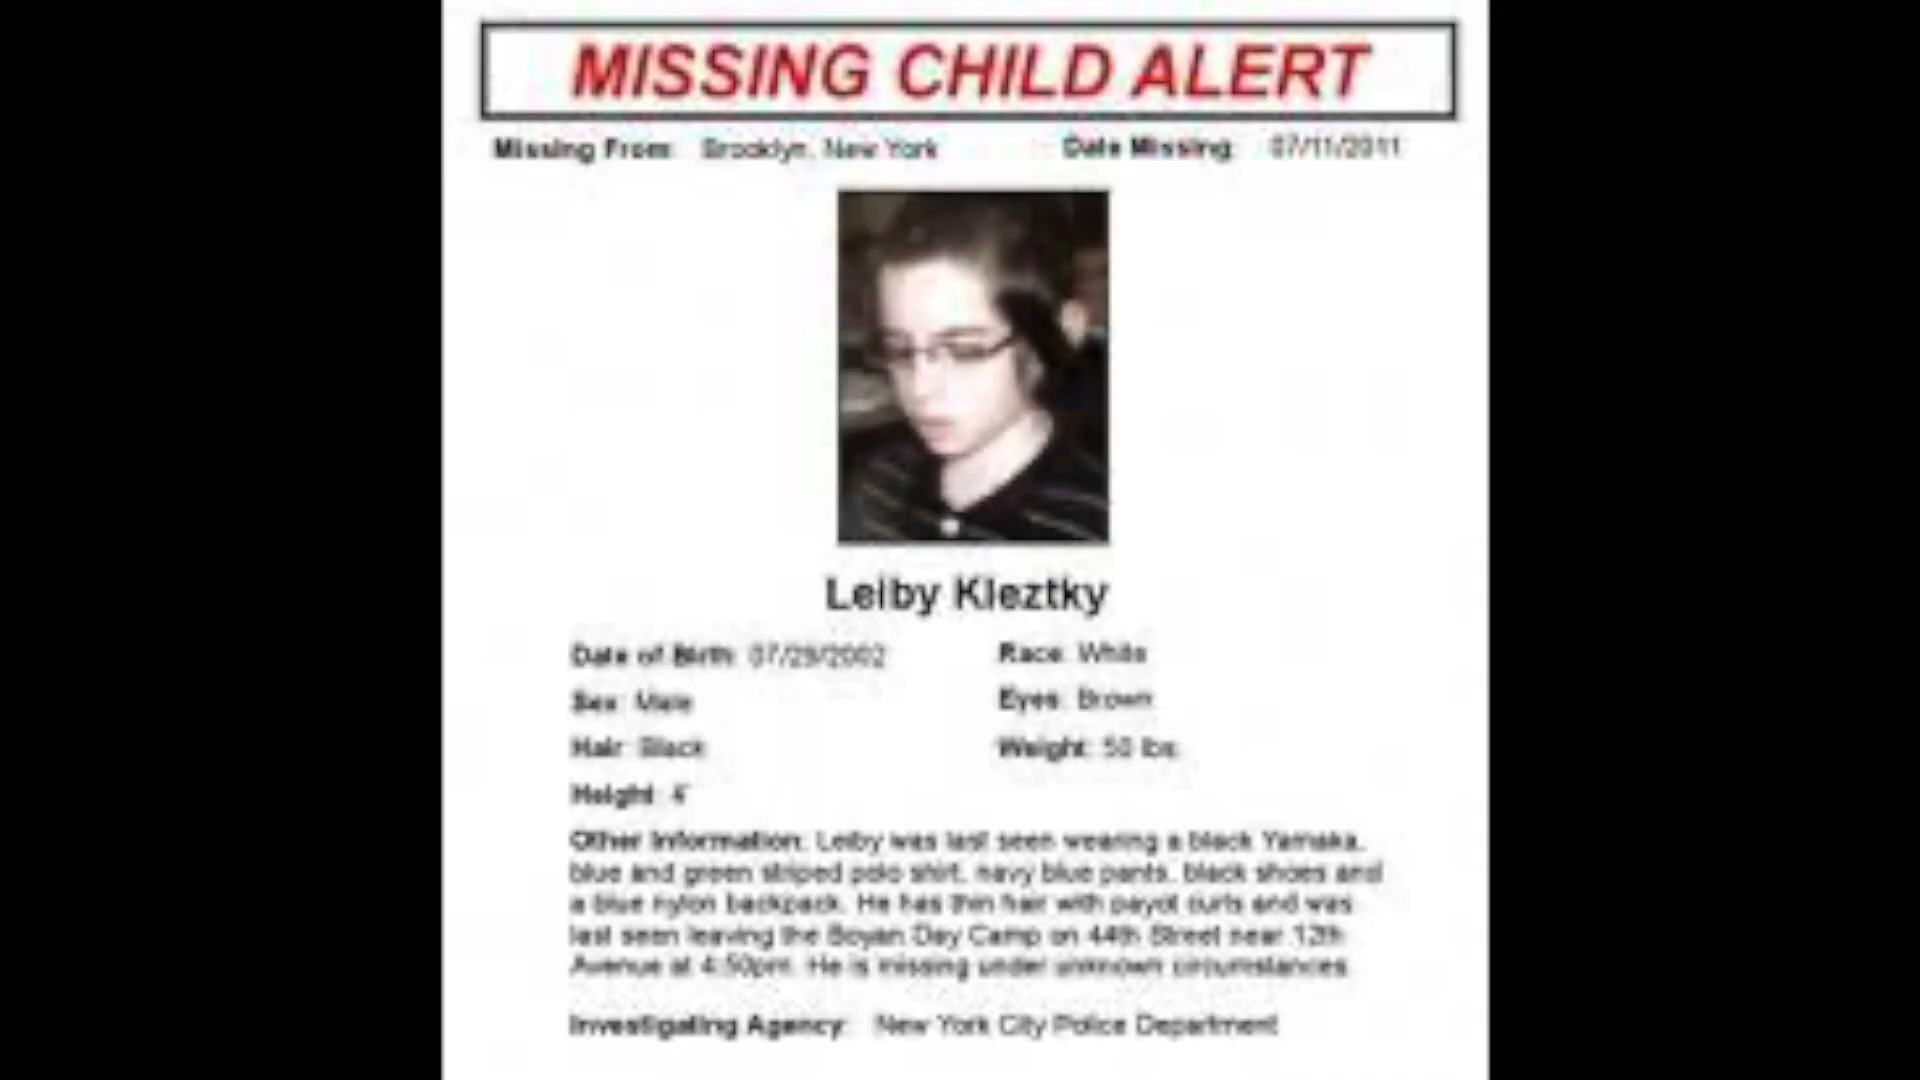 MISSING CHILD ALERT
Missing From: Brooklyn, New York Date Missing: 07/11/2011
Leiby Kleztky
Date of Birth: 07/29/2002 Race: White
Sex: Male Eyes: Brown
Hair: Black Weight: 50 lbs.
Height: 4'
Other Information: Leiby was last seen wearing a black Yamaka,
blue and green striped polo shirt, navy blue pants, black shoes and
a blue nylon backpack. He has thin hair with payot curls and was
last seen leaving the Boyan Day Camp on 44th Street near 12th
Avenue at 4:50pm. He is missing under unknown circumstances.
Investigating Agency: New York City Police Department